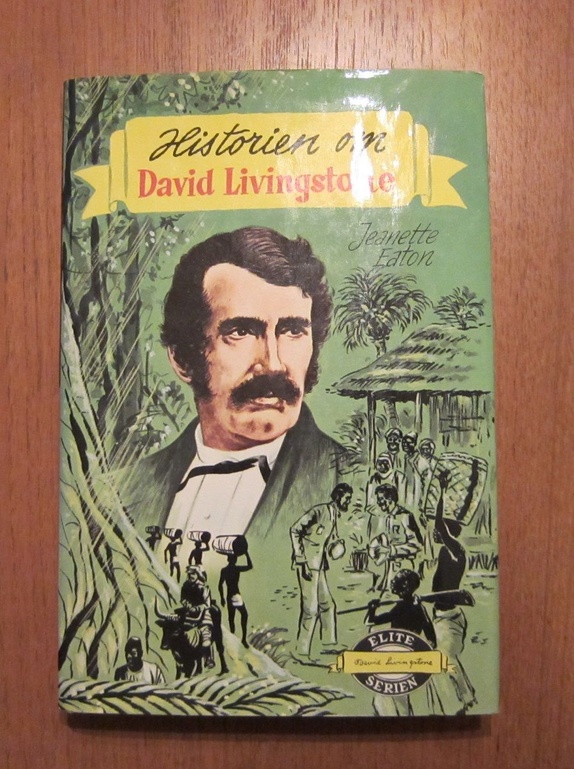 Historien om
David Livingstone
Jeanette
Eaton
ELITE
David Livingstone
SERIEN